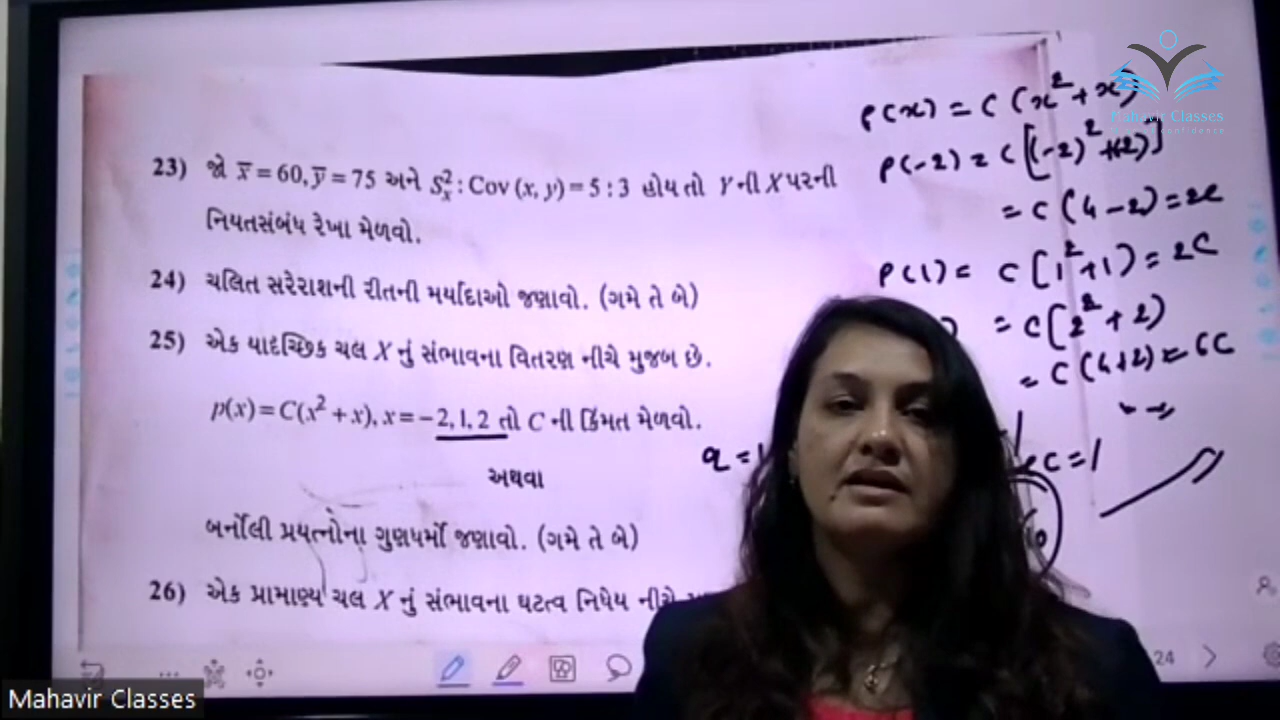 23) જો x̅ = 60, y̅ = 75 અને Sₓ² : Cov (x, y) = 5 : 3 હોય તો Y ની X પરની
નિયતસંબંધ રેખા મેળવો.
24) ચલિત સરેરાશની રીતની મર્યાદાઓ જણાવો. (ગમે તે બે)
25) એક યાદચ્છિક ચલ X નું સંભાવના વિતરણ નીચે મુજબ છે.
p(x) = C(x² + x), x = −2, 1, 2 તો C ની કિંમત મેળવો.
અથવા
બર્નોલી પ્રયત્નોના ગુણધર્મો જણાવો. (ગમે તે બે)
26) એક પ્રામાણ્ય ચલ X નું સંભાવના ઘટત્વ વિધેય નીચે
P(x) = C (x² + x)
P(-2) = C [(-2)² +(-2)]
= C (4 - 2) = 2C
P(1) = C [1² + 1) = 2C
= C [2² + 2)
= C (4+2) = 6C
C = 1
Mahavir Classes
24
Mahavir Classes